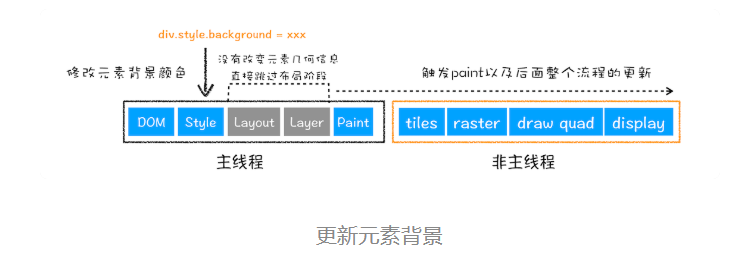 div.style.background = xxx
没有改变元素几何信息
直接跳过布局阶段
修改元素背景颜色
触发paint以及后面整个流程的更新
DOM Style Layout Layer Paint tiles raster draw quad display
主线程 非主线程
更新元素背景